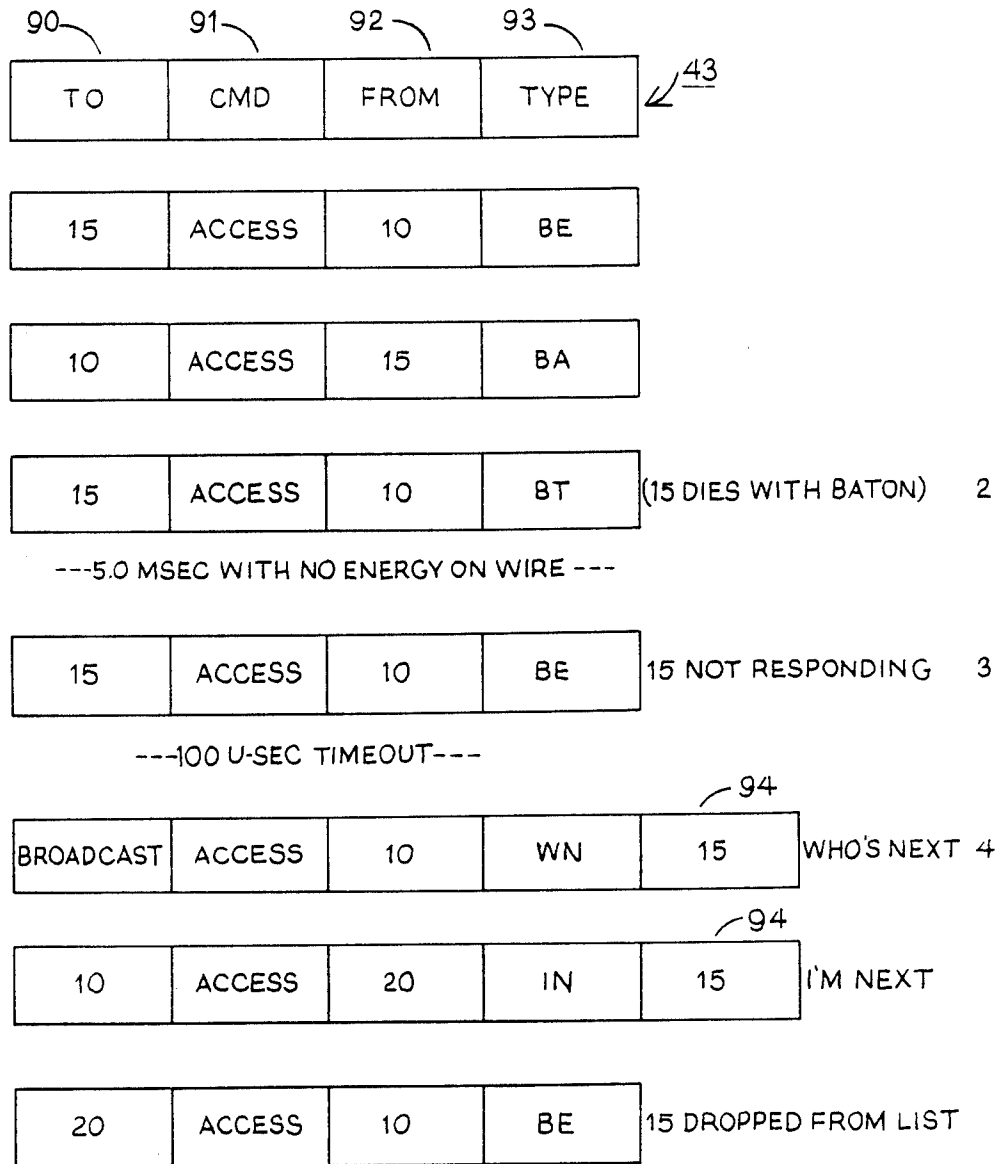 90 91 92 93
TO CMD FROM TYPE 43
15 ACCESS 10 BE
10 ACCESS 15 BA
15 ACCESS 10 BT (15 DIES WITH BATON) 2
---5.0 MSEC WITH NO ENERGY ON WIRE ---
15 ACCESS 10 BE 15 NOT RESPONDING 3
---100 U-SEC TIMEOUT---
94
BROADCAST ACCESS 10 WN 15 WHO'S NEXT 4
94
10 ACCESS 20 IN 15 I'M NEXT
20 ACCESS 10 BE 15 DROPPED FROM LIST